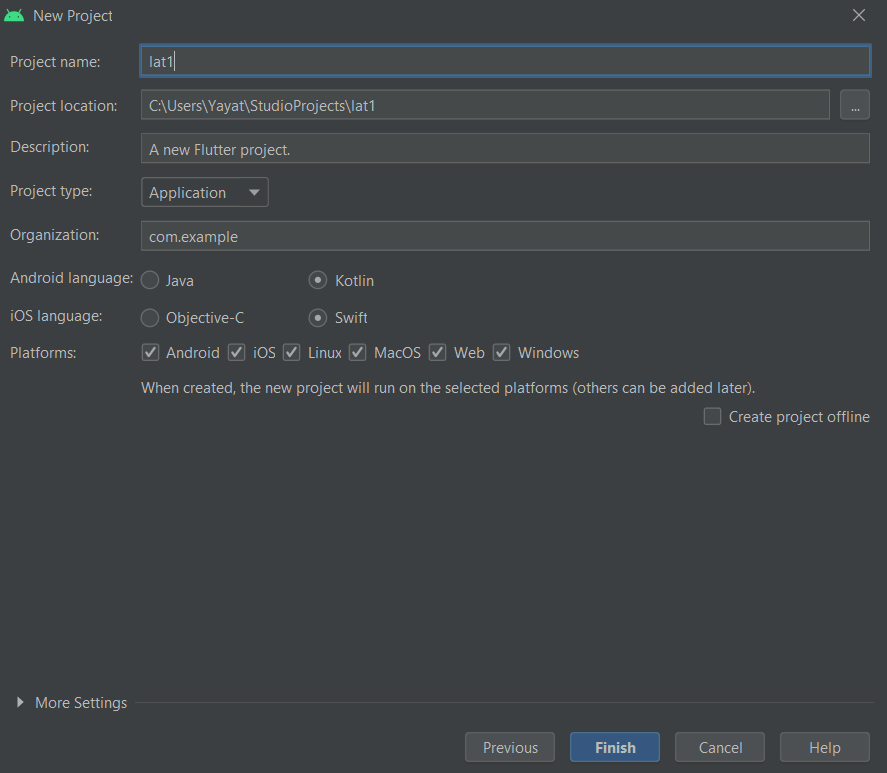 New Project
Project name: lat1
Project location: C:\Users\Yayat\StudioProjects\lat1 ...
Description: A new Flutter project.
Project type: Application
Organization: com.example
Android language: Java Kotlin
iOS language: Objective-C Swift
Platforms: Android iOS Linux MacOS Web Windows
When created, the new project will run on the selected platforms (others can be added later).
Create project offline
More Settings
Previous Finish Cancel Help